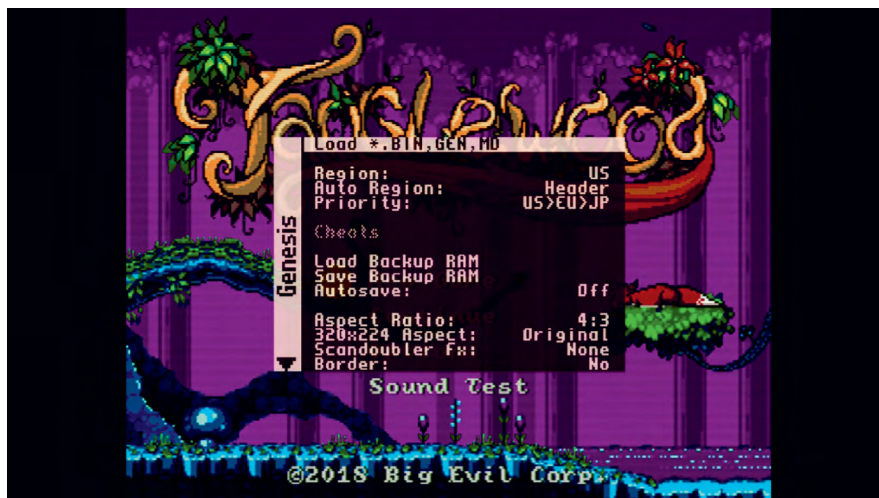 Tanglewood
Load *.BIN,GEN,MD
Genesis
Region: US
Auto Region: Header
Priority: US>EU>JP
Cheats
Load Backup RAM
Save Backup RAM
Autosave: Off
Aspect Ratio: 4:3
320x224 Aspect: Original
Scandoubler Fx: None
Border: No
Sound Test
©2018 Big Evil Corp.